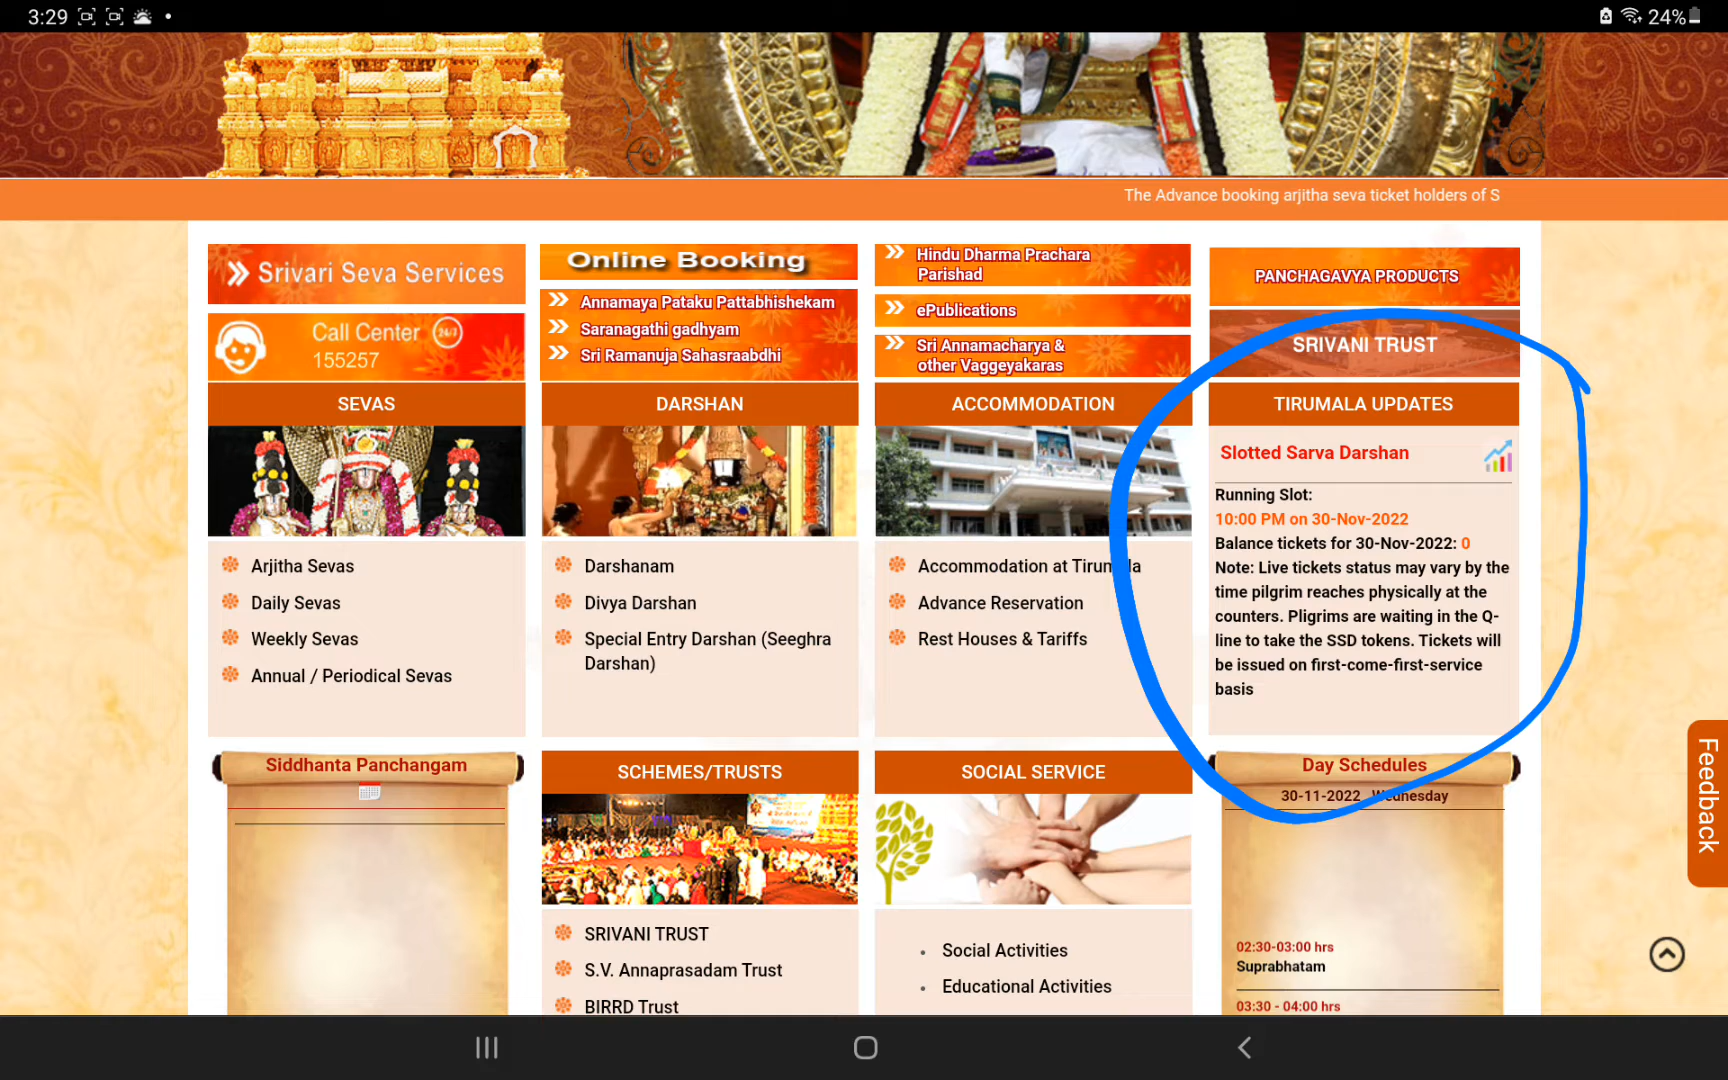 3:29
24%
The Advance booking arjitha seva ticket holders of S
Srivari Seva Services
Call Center 24/7
155257
Online Booking
Annamaya Pataku Pattabhishekam
Saranagathi gadhyam
Sri Ramanuja Sahasraabdhi
Hindu Dharma Prachara
Parishad
ePublications
Sri Annamacharya &
other Vaggeyakaras
PANCHAGAVYA PRODUCTS
SRIVANI TRUST
SEVAS
Arjitha Sevas
Daily Sevas
Weekly Sevas
Annual / Periodical Sevas
DARSHAN
Darshanam
Divya Darshan
Special Entry Darshan (Seeghra
Darshan)
ACCOMMODATION
Accommodation at Tirumala
Advance Reservation
Rest Houses & Tariffs
TIRUMALA UPDATES
Slotted Sarva Darshan
Running Slot:
10:00 PM on 30-Nov-2022
Balance tickets for 30-Nov-2022: 0
Note: Live tickets status may vary by the
time pilgrim reaches physically at the
counters. Pligrims are waiting in the Q-
line to take the SSD tokens. Tickets will
be issued on first-come-first-service
basis
Siddhanta Panchangam
SCHEMES/TRUSTS
SRIVANI TRUST
S.V. Annaprasadam Trust
BIRRD Trust
SOCIAL SERVICE
Social Activities
Educational Activities
Day Schedules
30-11-2022 Wednesday
02:30-03:00 hrs
Suprabhatam
03:30 - 04:00 hrs
Feedback